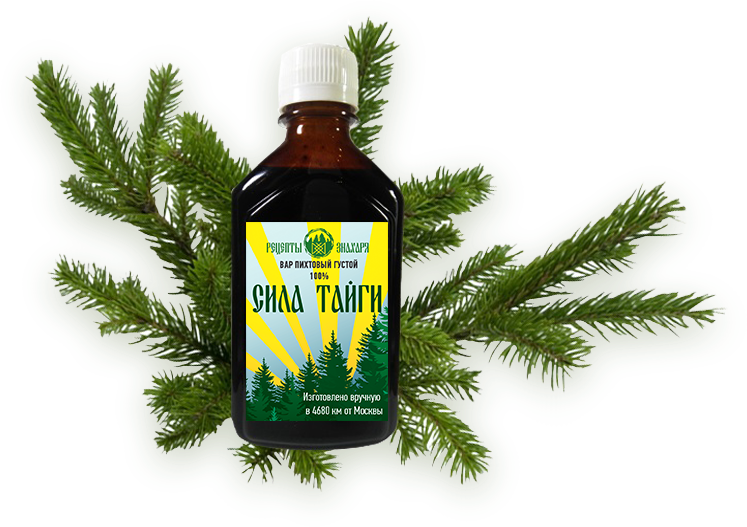 РЕЦЕПТЫ ЗНАХАРЯ
ВАР ПИХТОВЫЙ ГУСТОЙ
100%
СИЛА ТАЙГИ
Изготовлено вручную
в 4680 км от Москвы